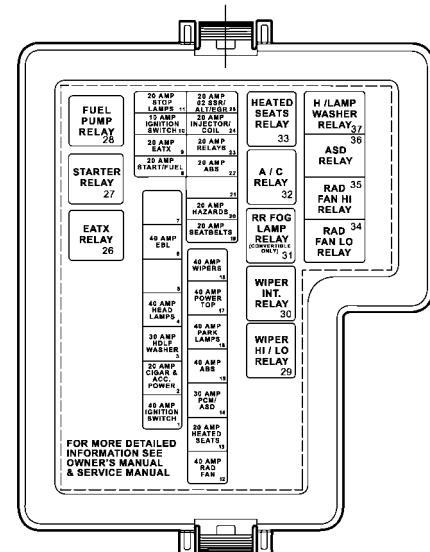 FUEL
PUMP
RELAY
28
STARTER
RELAY
27
EATX
RELAY
26
20 AMP
STOP
LAMPS 11
10 AMP
IGNITION
SWITCH 10
20 AMP
EATX 9
20 AMP
START/FUEL
8
7
40 AMP
EBL
6
5
40 AMP
HEAD
LAMPS
4
30 AMP
HDLP
WASHER
3
20 AMP
CIGAR &
ACC.
POWER
2
40 AMP
IGNITION
SWITCH
1
20 AMP
02 SSR/
ALT/EGR 25
20 AMP
INJECTOR/
COIL 24
20 AMP
RELAYS
23
20 AMP
ABS
22
21
20 AMP
HAZARDS
20
20 AMP
SEATBELTS
19
40 AMP
WIPERS
18
40 AMP
POWER
TOP
17
40 AMP
PARK
LAMPS
16
40 AMP
ABS
15
30 AMP
PCM/
ASD
14
20 AMP
HEATED
SEATS
13
40 AMP
RAD
FAN
12
HEATED
SEATS
RELAY
33
A / C
RELAY
32
RR FOG
LAMP
RELAY
(CONVERTIBLE
ONLY)
31
WIPER
INT.
RELAY
30
WIPER
HI / LO
RELAY
29
H /LAMP
WASHER
RELAY 37
36
ASD
RELAY
35
RAD
FAN HI
RELAY
34
RAD
FAN LO
RELAY
FOR MORE DETAILED
INFORMATION SEE
OWNER'S MANUAL
& SERVICE MANUAL